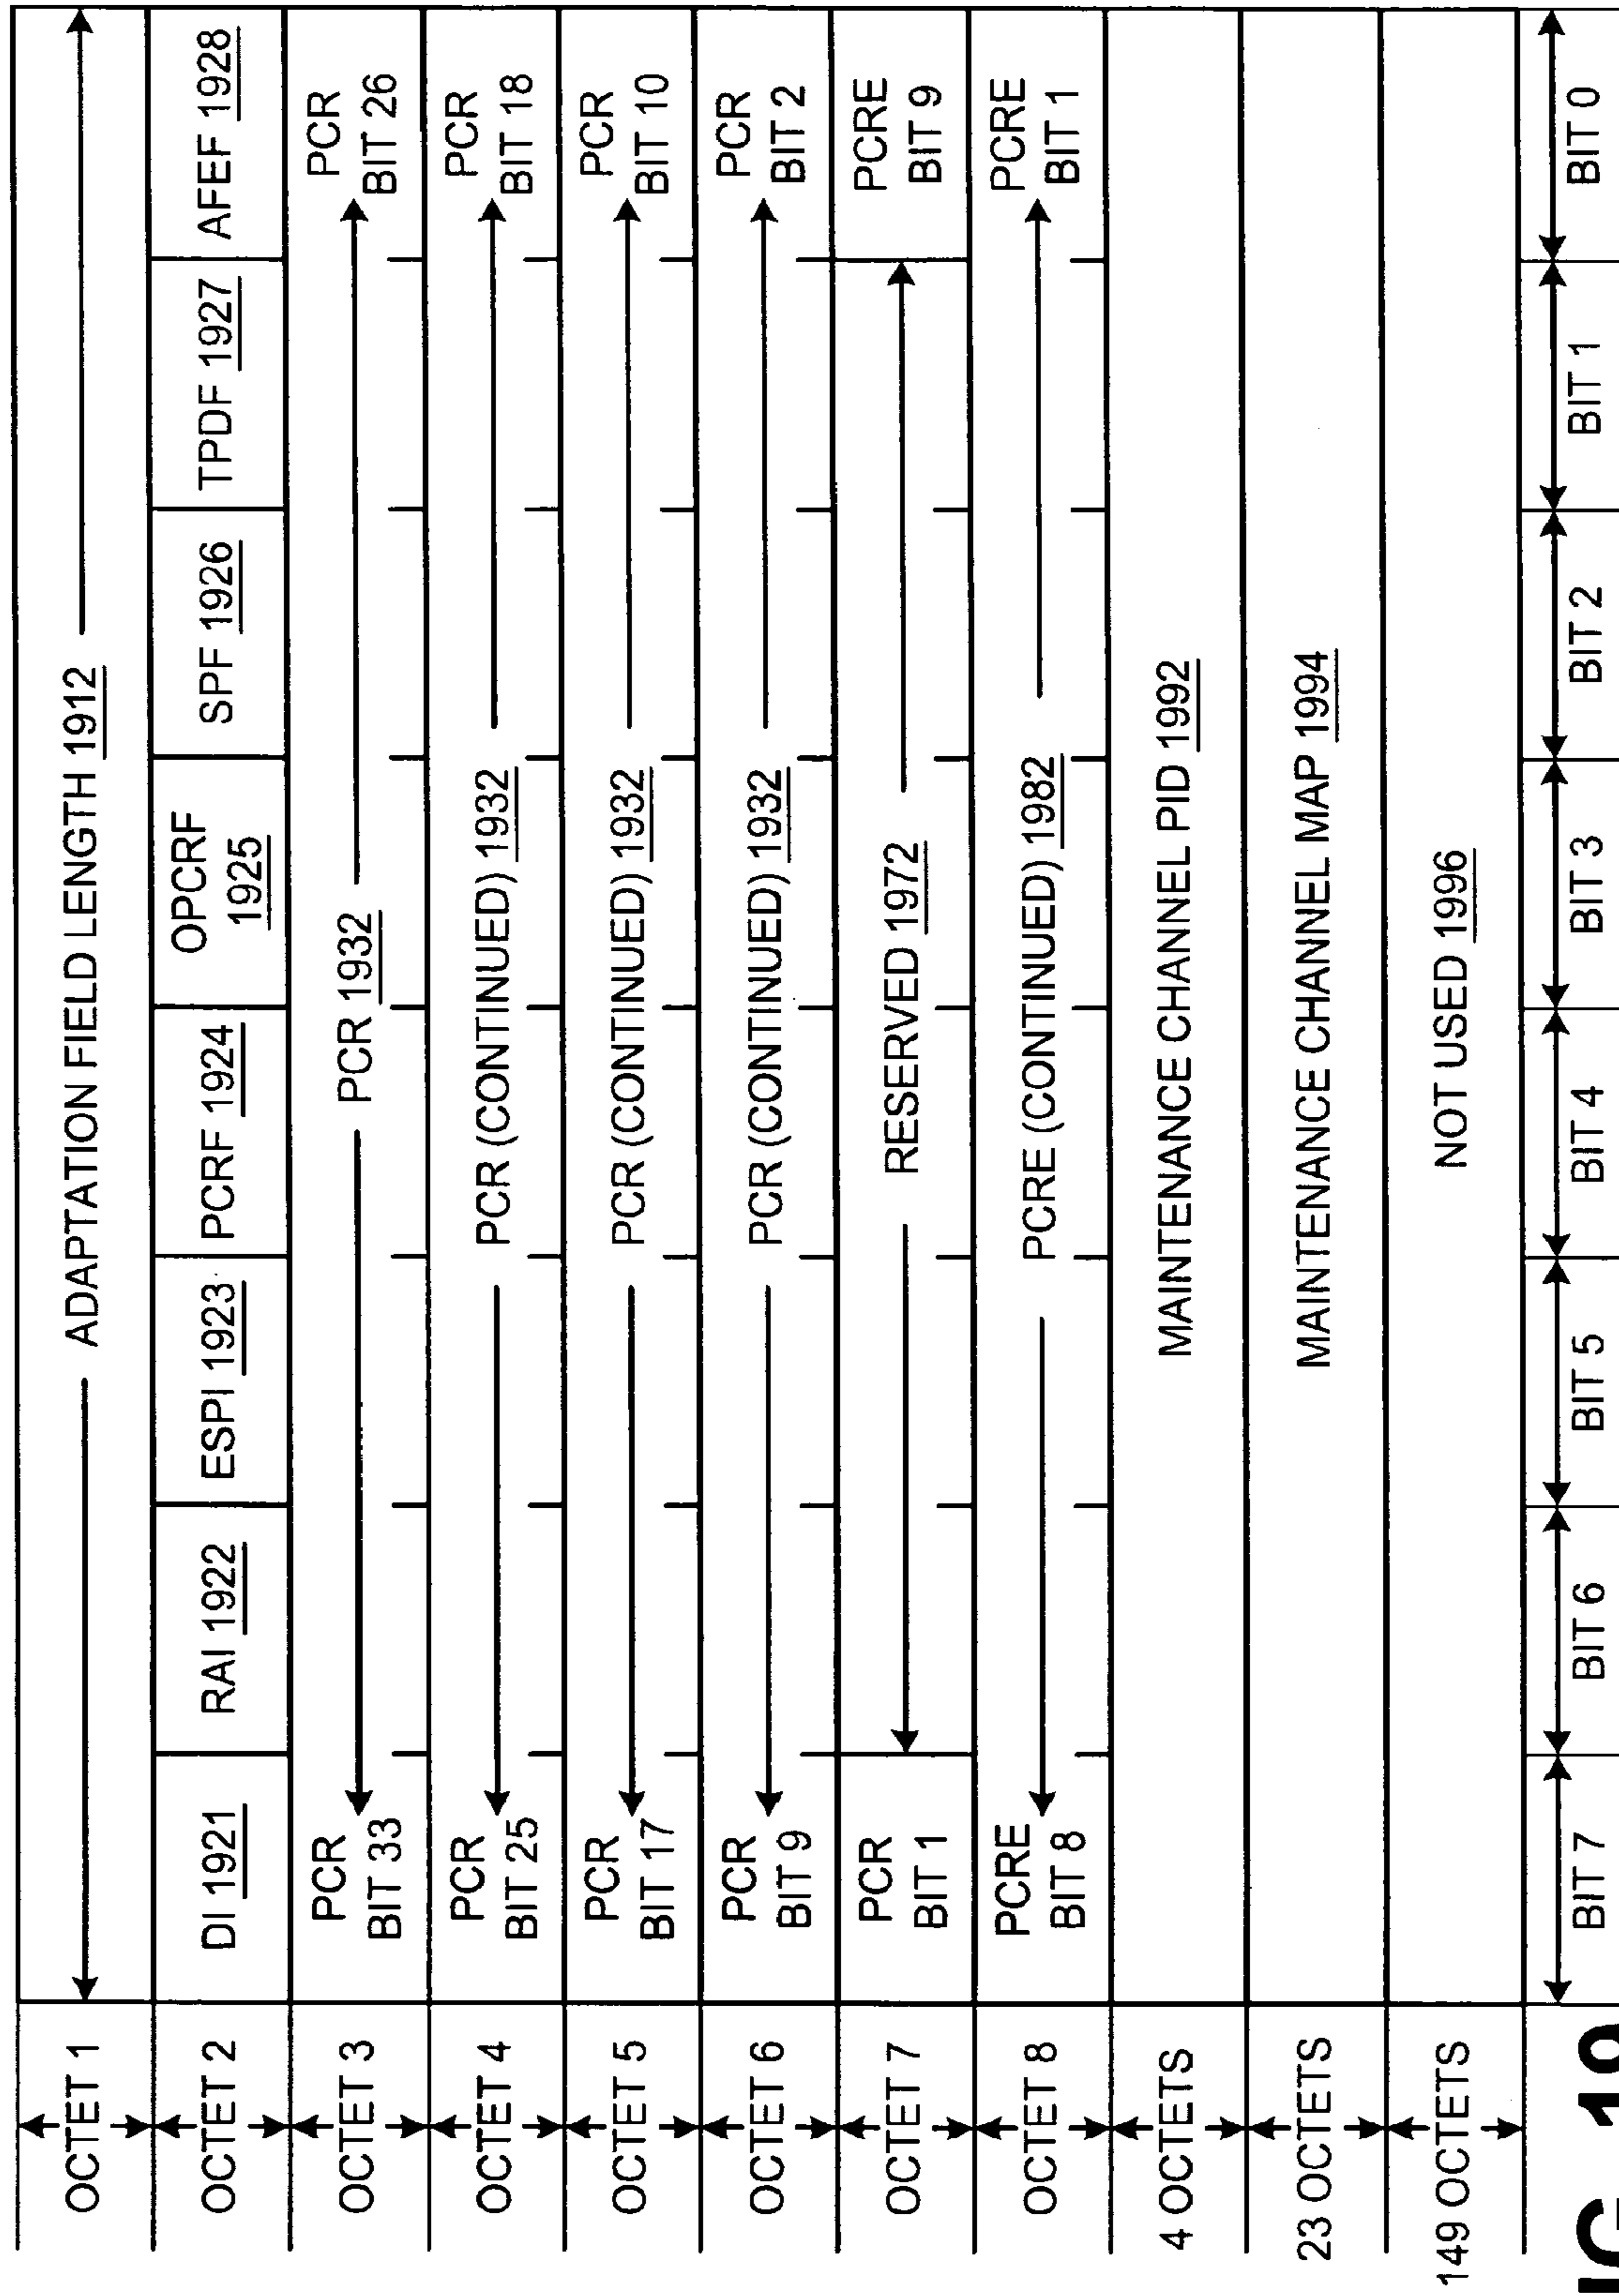 OCTET 1
ADAPTATION FIELD LENGTH 1912
OCTET 2
DI 1921
RAI 1922
ESPI 1923
PCRF 1924
OPCRF
1925
SPF 1926
TPDF 1927
AFEF 1928
OCTET 3
PCR
BIT 33
PCR 1932
PCR
BIT 26
OCTET 4
PCR
BIT 25
PCR (CONTINUED) 1932
PCR
BIT 18
OCTET 5
PCR
BIT 17
PCR (CONTINUED) 1932
PCR
BIT 10
OCTET 6
PCR
BIT 9
PCR (CONTINUED) 1932
PCR
BIT 2
OCTET 7
PCR
BIT 1
RESERVED 1972
PCRE
BIT 9
OCTET 8
PCRE
BIT 8
PCRE (CONTINUED) 1982
PCRE
BIT 1
4 OCTETS
MAINTENANCE CHANNEL PID 1992
23 OCTETS
MAINTENANCE CHANNEL MAP 1994
149 OCTETS
NOT USED 1996
BIT 7
BIT 6
BIT 5
BIT 4
BIT 3
BIT 2
BIT 1
BIT 0